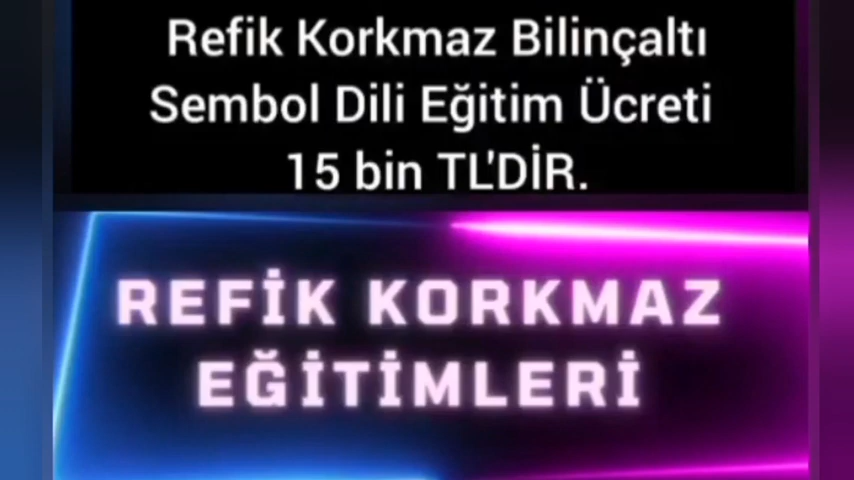 Refik Korkmaz Bilinçaltı
Sembol Dili Eğitim Ücreti
15 bin TL'DİR.
REFİK KORKMAZ
EĞİTİMLERİ